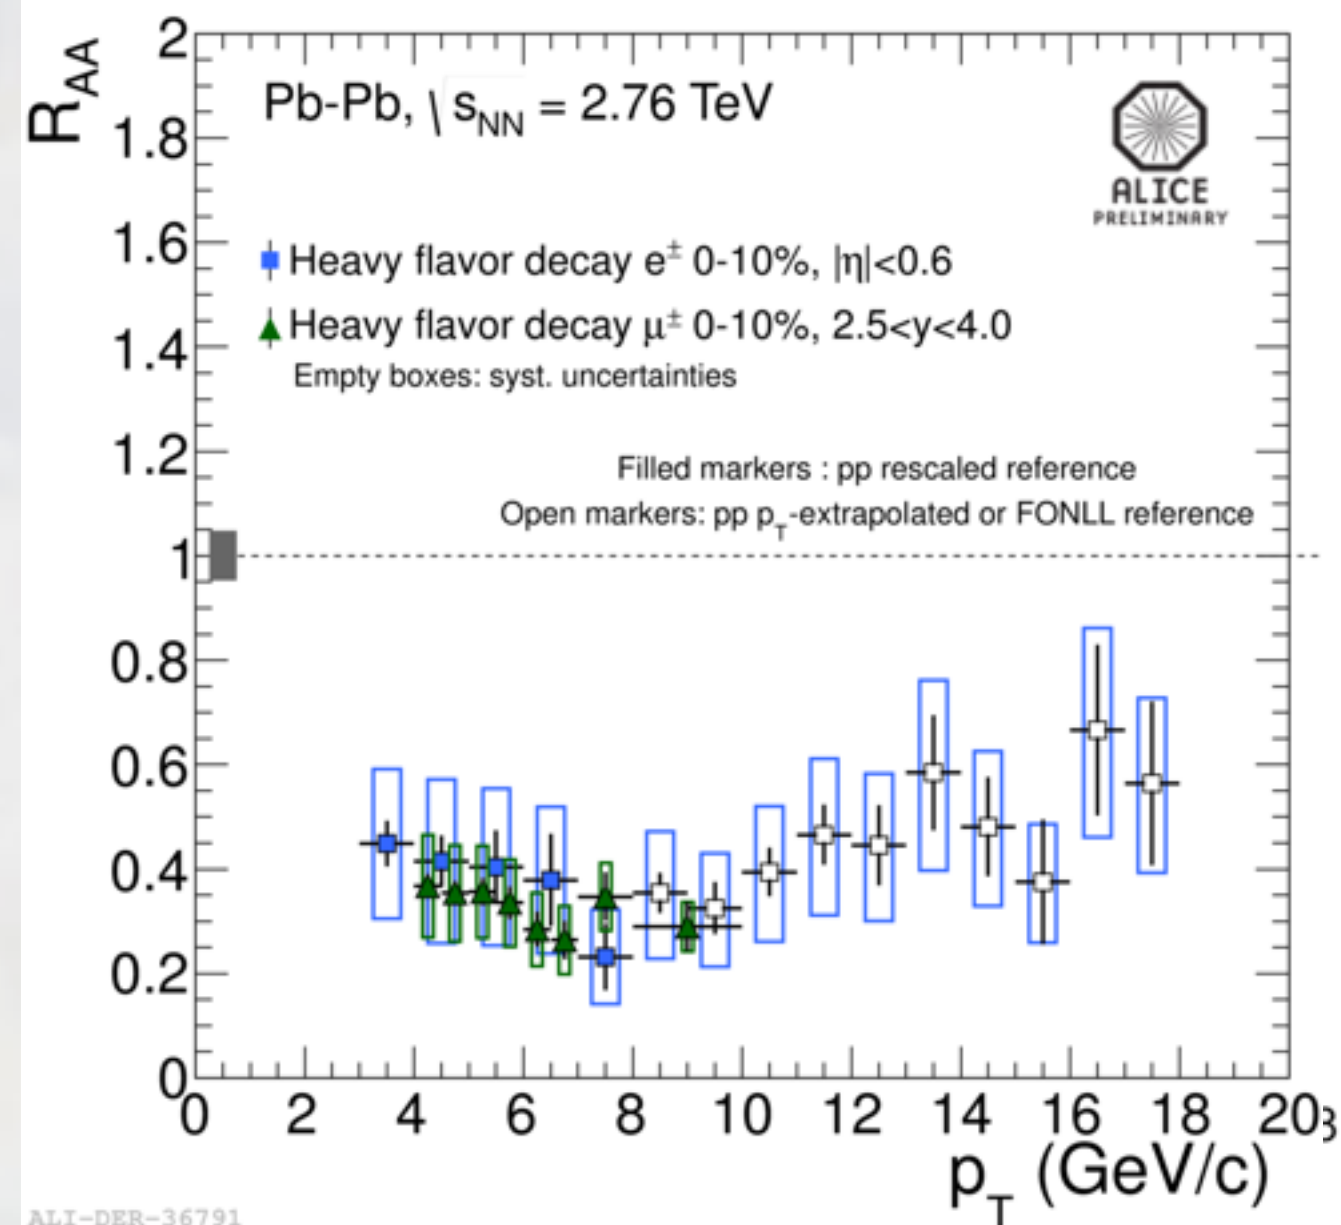 R_AA
2
1.8
1.6
1.4
1.2
1
0.8
0.6
0.4
0.2
0
Pb-Pb, √s_NN = 2.76 TeV
ALICE
PRELIMINARY
Heavy flavor decay e± 0-10%, |η|<0.6
Heavy flavor decay μ± 0-10%, 2.5<y<4.0
Empty boxes: syst. uncertainties
Filled markers : pp rescaled reference
Open markers: pp p_T-extrapolated or FONLL reference
0 2 4 6 8 10 12 14 16 18 20
p_T (GeV/c)
ALI-DER-36791